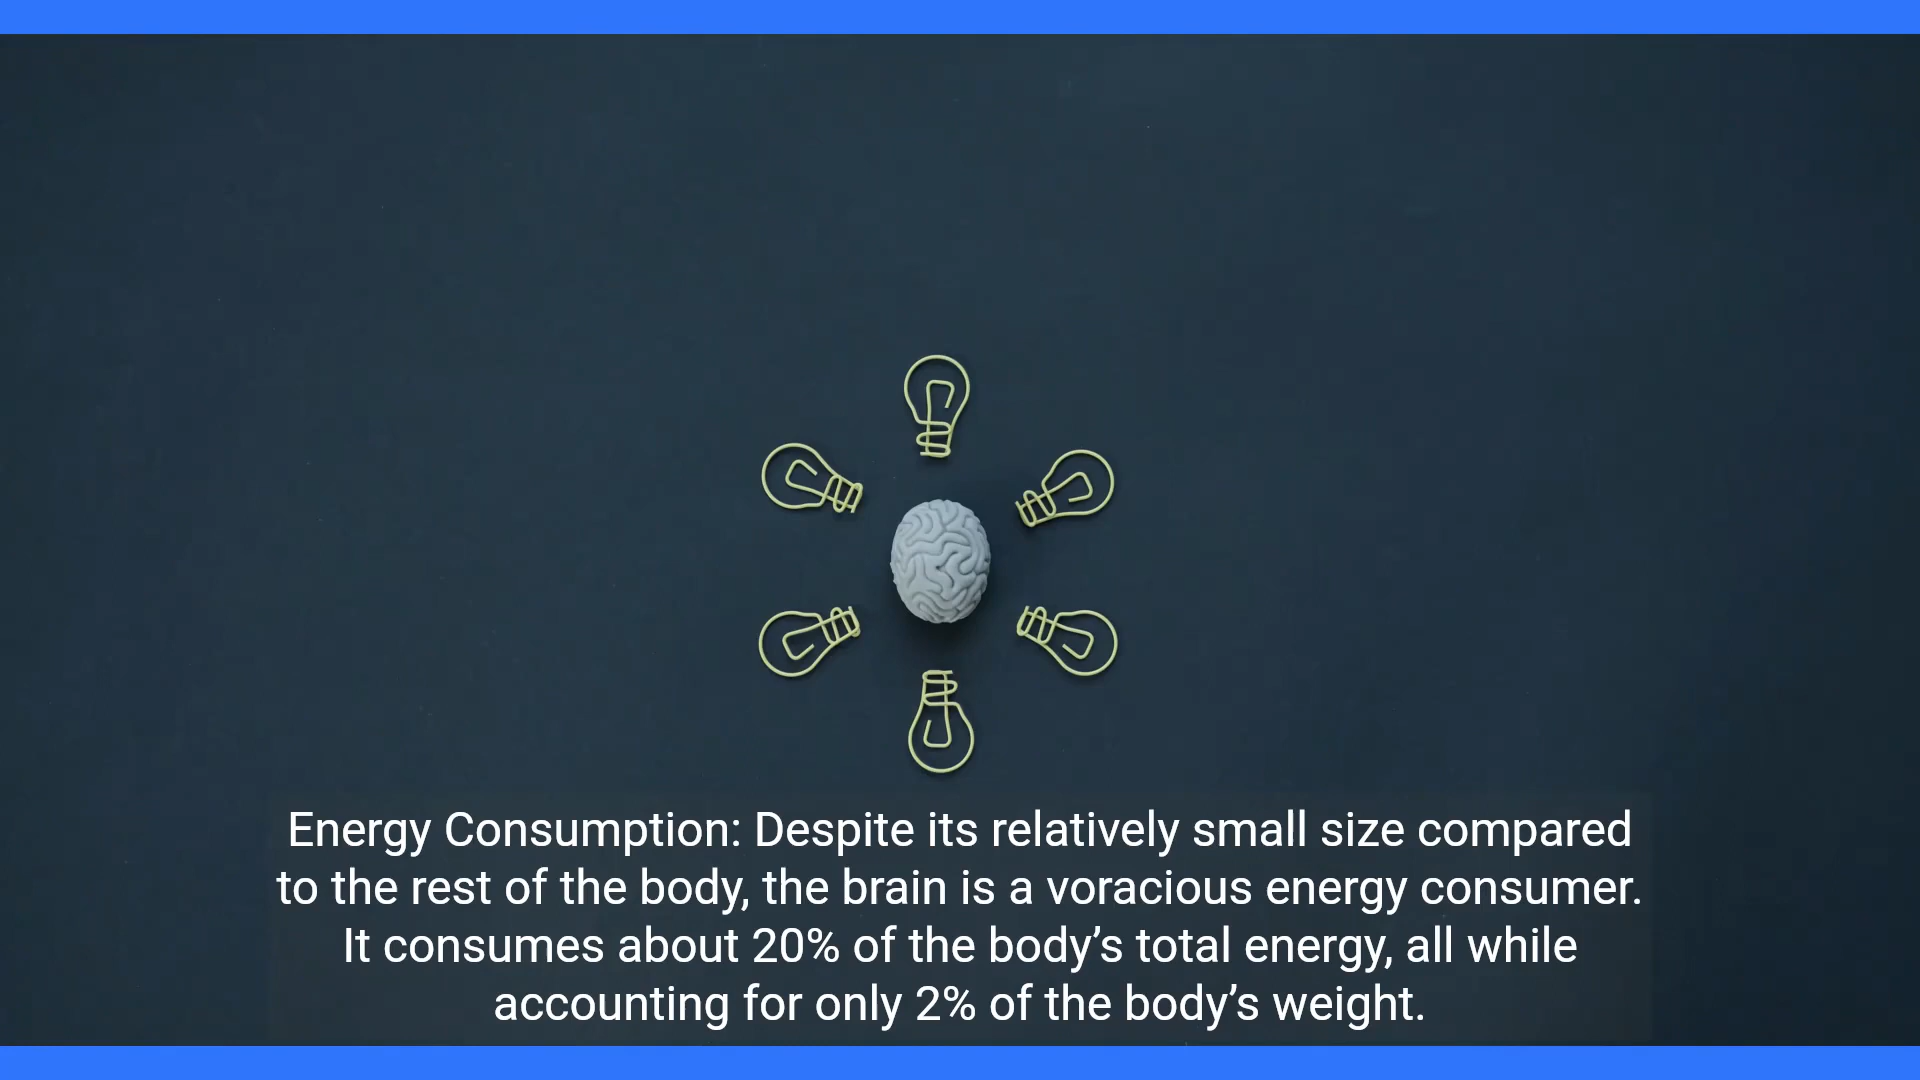 Energy Consumption: Despite its relatively small size compared
to the rest of the body, the brain is a voracious energy consumer.
It consumes about 20% of the body’s total energy, all while
accounting for only 2% of the body’s weight.